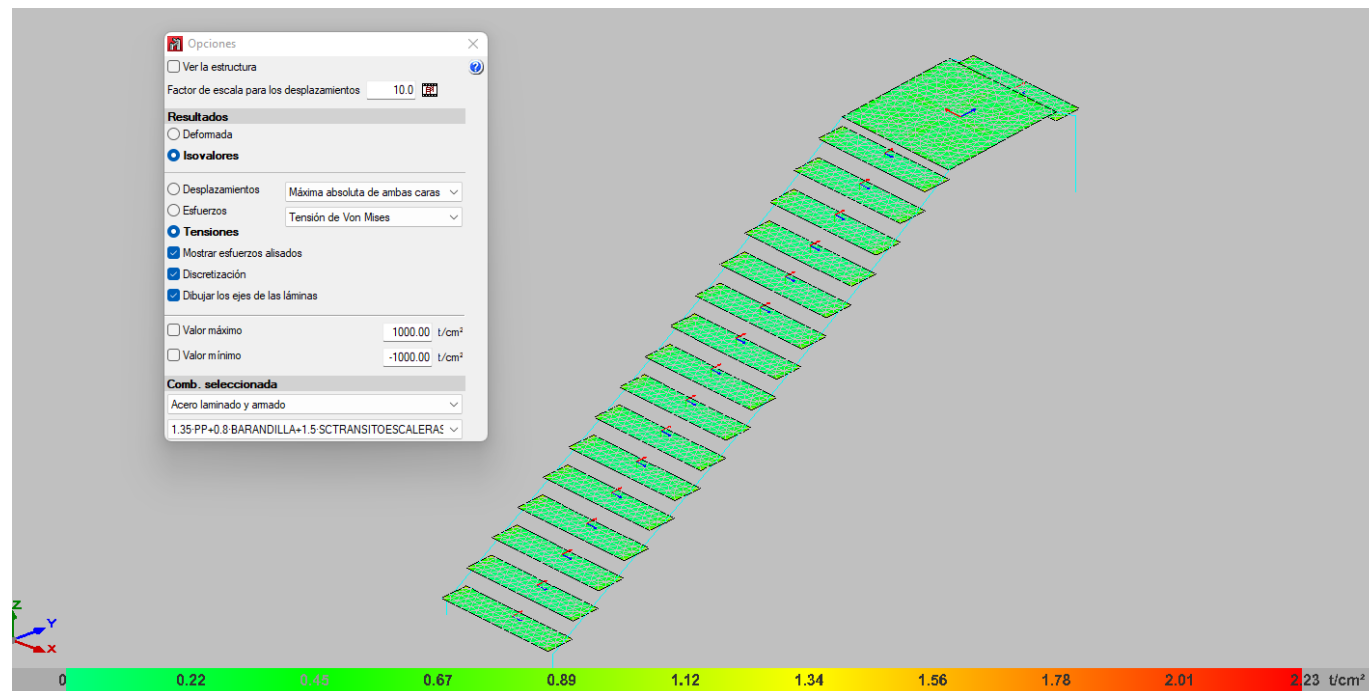 Opciones
Ver la estructura
Factor de escala para los desplazamientos 10.0
Resultados
Deformada
Isovalores
Desplazamientos Máxima absoluta de ambas caras
Esfuerzos Tensión de Von Mises
Tensiones
Mostrar esfuerzos alisados
Discretización
Dibujar los ejes de las láminas
Valor máximo 1000.00 t/cm²
Valor mínimo -1000.00 t/cm²
Comb. seleccionada
Acero laminado y armado
1.35·PP+0.8·BARANDILLA+1.5·SCTRANSITOESCALERAS
Z
Y
X
0 0.22 0.45 0.67 0.89 1.12 1.34 1.56 1.78 2.01 2.23 t/cm²